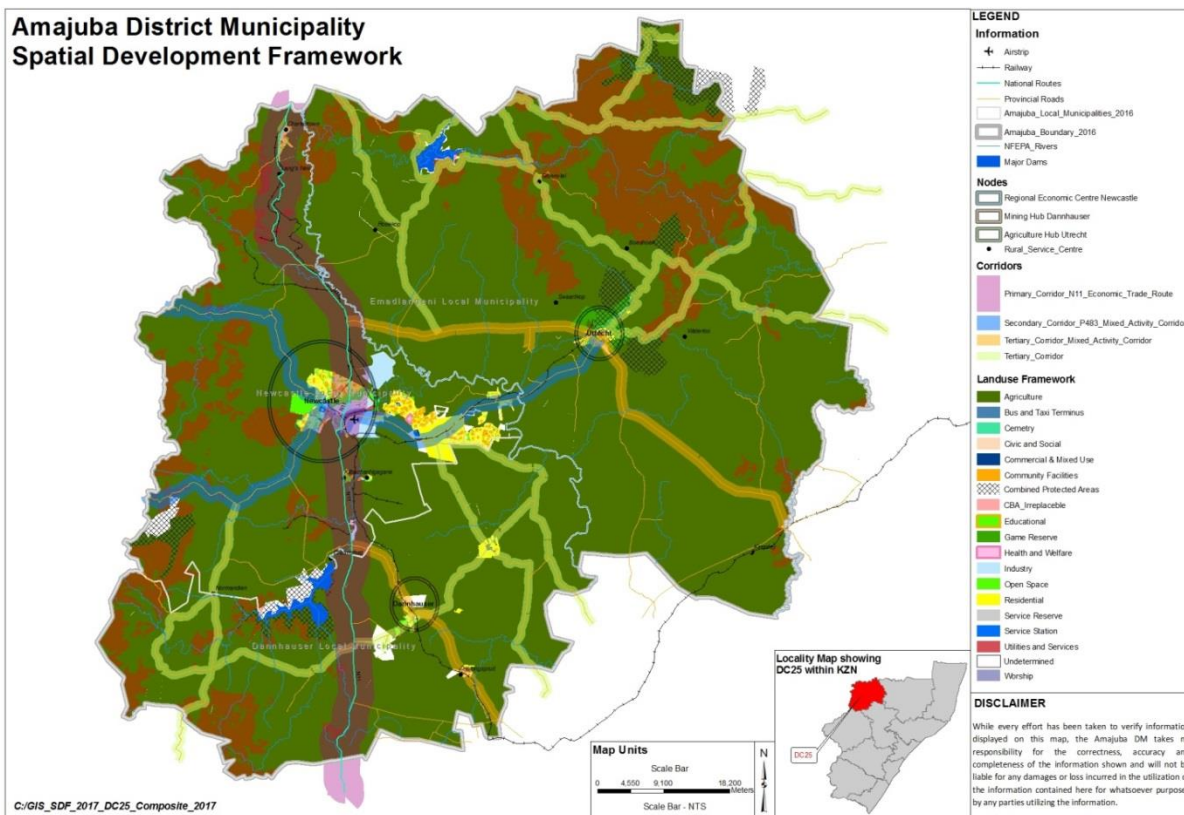 Amajuba District Municipality
Spatial Development Framework
Emadlangeni Local Municipality
Utrecht
Newcastle
Dannhauser
Dannhauser Local Municipality
C:/GIS_SDF_2017_DC25_Composite_2017
Map Units
Scale Bar
0 4,550 9,100 18,200
Meters
Scale Bar - NTS
N
Locality Map showing
DC25 within KZN
DC25
LEGEND
Information
Airstrip
Railway
National Routes
Provincial Roads
Amajuba_Local_Municipalities_2016
Amajuba_Boundary_2016
NFEPA_Rivers
Major Dams
Nodes
Regional Economic Centre Newcastle
Mining Hub Dannhauser
Agriculture Hub Utrecht
Rural_Service_Centre
Corridors
Primary_Corridor_N11_Economic_Trade_Route
Secondary_Corridor_P483_Mixed_Activity_Corrido
Tertiary_Corridor_Mixed_Activity_Corridor
Tertiary_Corridor
Landuse Framework
Agriculture
Bus and Taxi Terminus
Cemetry
Civic and Social
Commercial & Mixed Use
Community Facilities
Combined Protected Areas
CBA_Irreplaceble
Educational
Game Reserve
Health and Welfare
Industry
Open Space
Residential
Service Reserve
Service Station
Utilities and Services
Undetermined
Worship
DISCLAIMER
While every effort has been taken to verify informatio
displayed on this map, the Amajuba DM takes n
responsibility for the correctness, accuracy an
completeness of the information shown and will not b
liable for any damages or loss incurred in the utilization o
the information contained here for whatsoever purpose
by any parties utilizing the information.